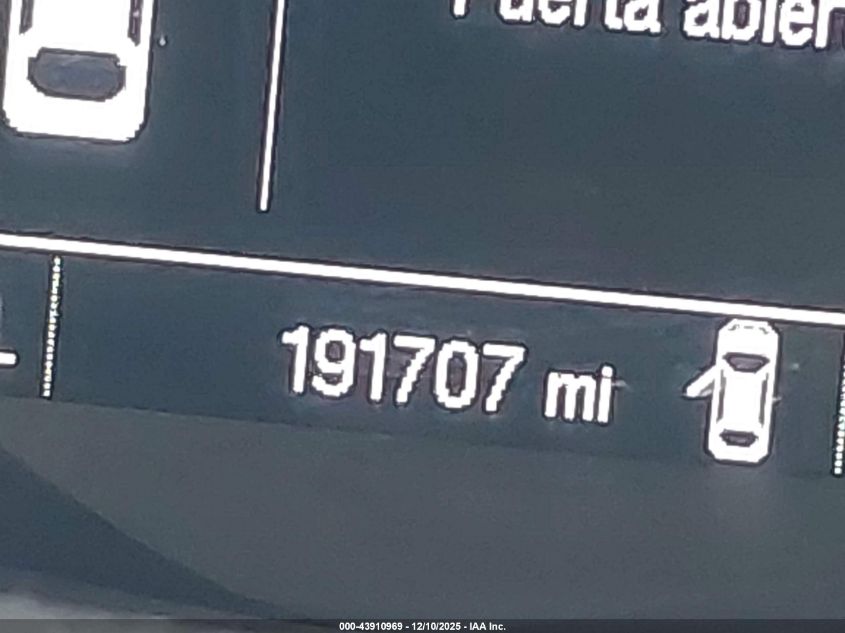 Puerta abier
191707 mi
000-43910969 - 12/10/2025 - IAA Inc.